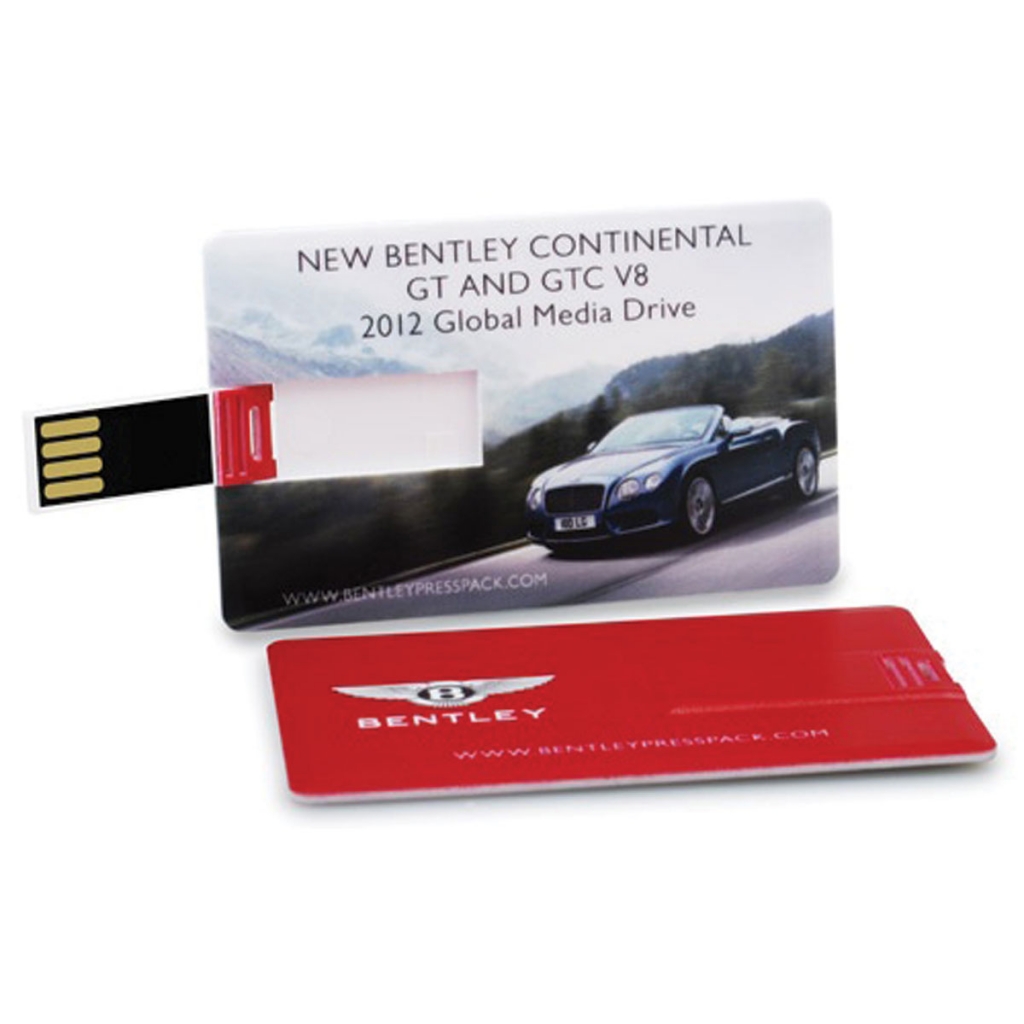 NEW BENTLEY CONTINENTAL
GT AND GTC V8
2012 Global Media Drive
WWW.BENTLEYPRESSPACK.COM
B
BENTLEY
WWW.BENTLEYPRESSPACK.COM